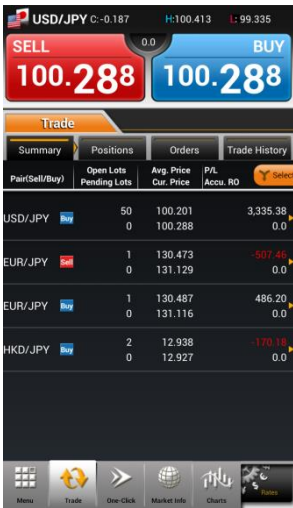 USD/JPY C:-0.187 H:100.413 L: 99.335
SELL 0.0 BUY
100.288 100.288
Trade
Summary Positions Orders Trade History
Pair(Sell/Buy) Open Lots Avg. Price P/L Select
Pending Lots Cur. Price Accu. RO
USD/JPY Buy 50 100.201 3,335.38
0 100.288 0.0
EUR/JPY Sell 1 130.473 -507.46
0 131.129 0.0
EUR/JPY Buy 1 130.487 486.20
0 131.116 0.0
HKD/JPY Buy 2 12.938 -170.18
0 12.927 0.0
Menu Trade One-Click Market Info Charts Rates